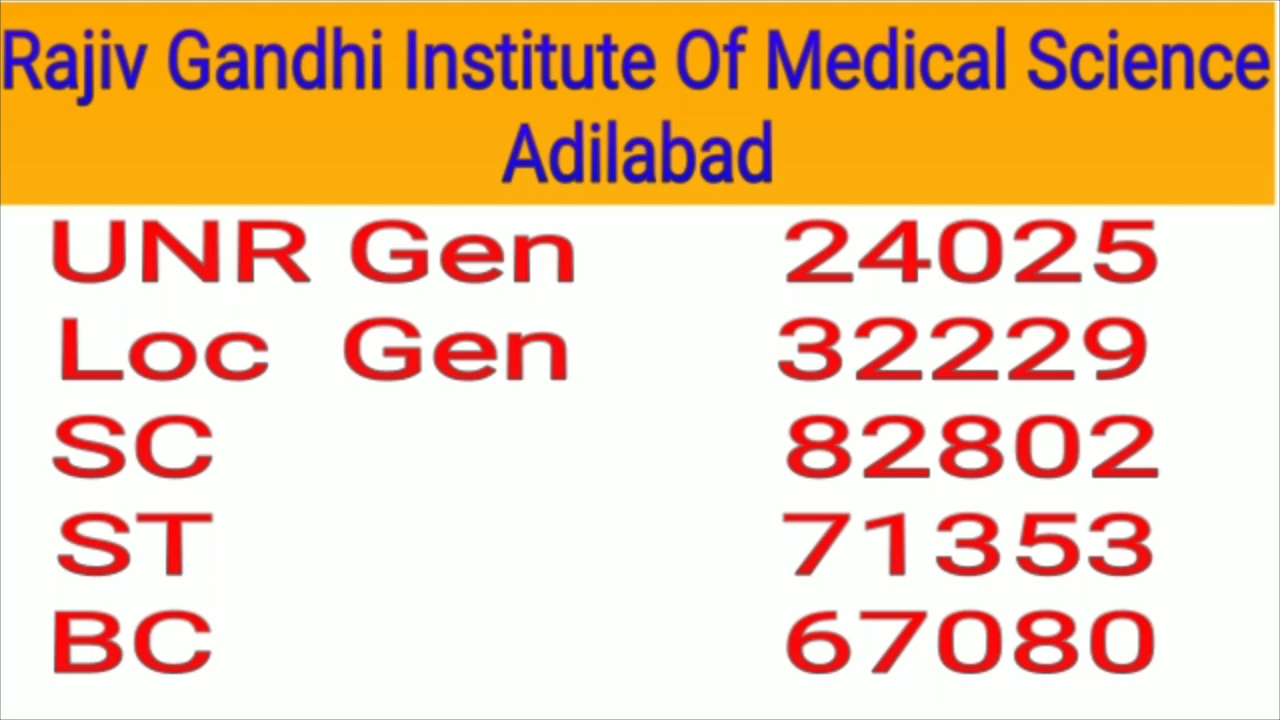 Rajiv Gandhi Institute Of Medical Science
Adilabad
UNR Gen 24025
Loc Gen 32229
SC 82802
ST 71353
BC 67080